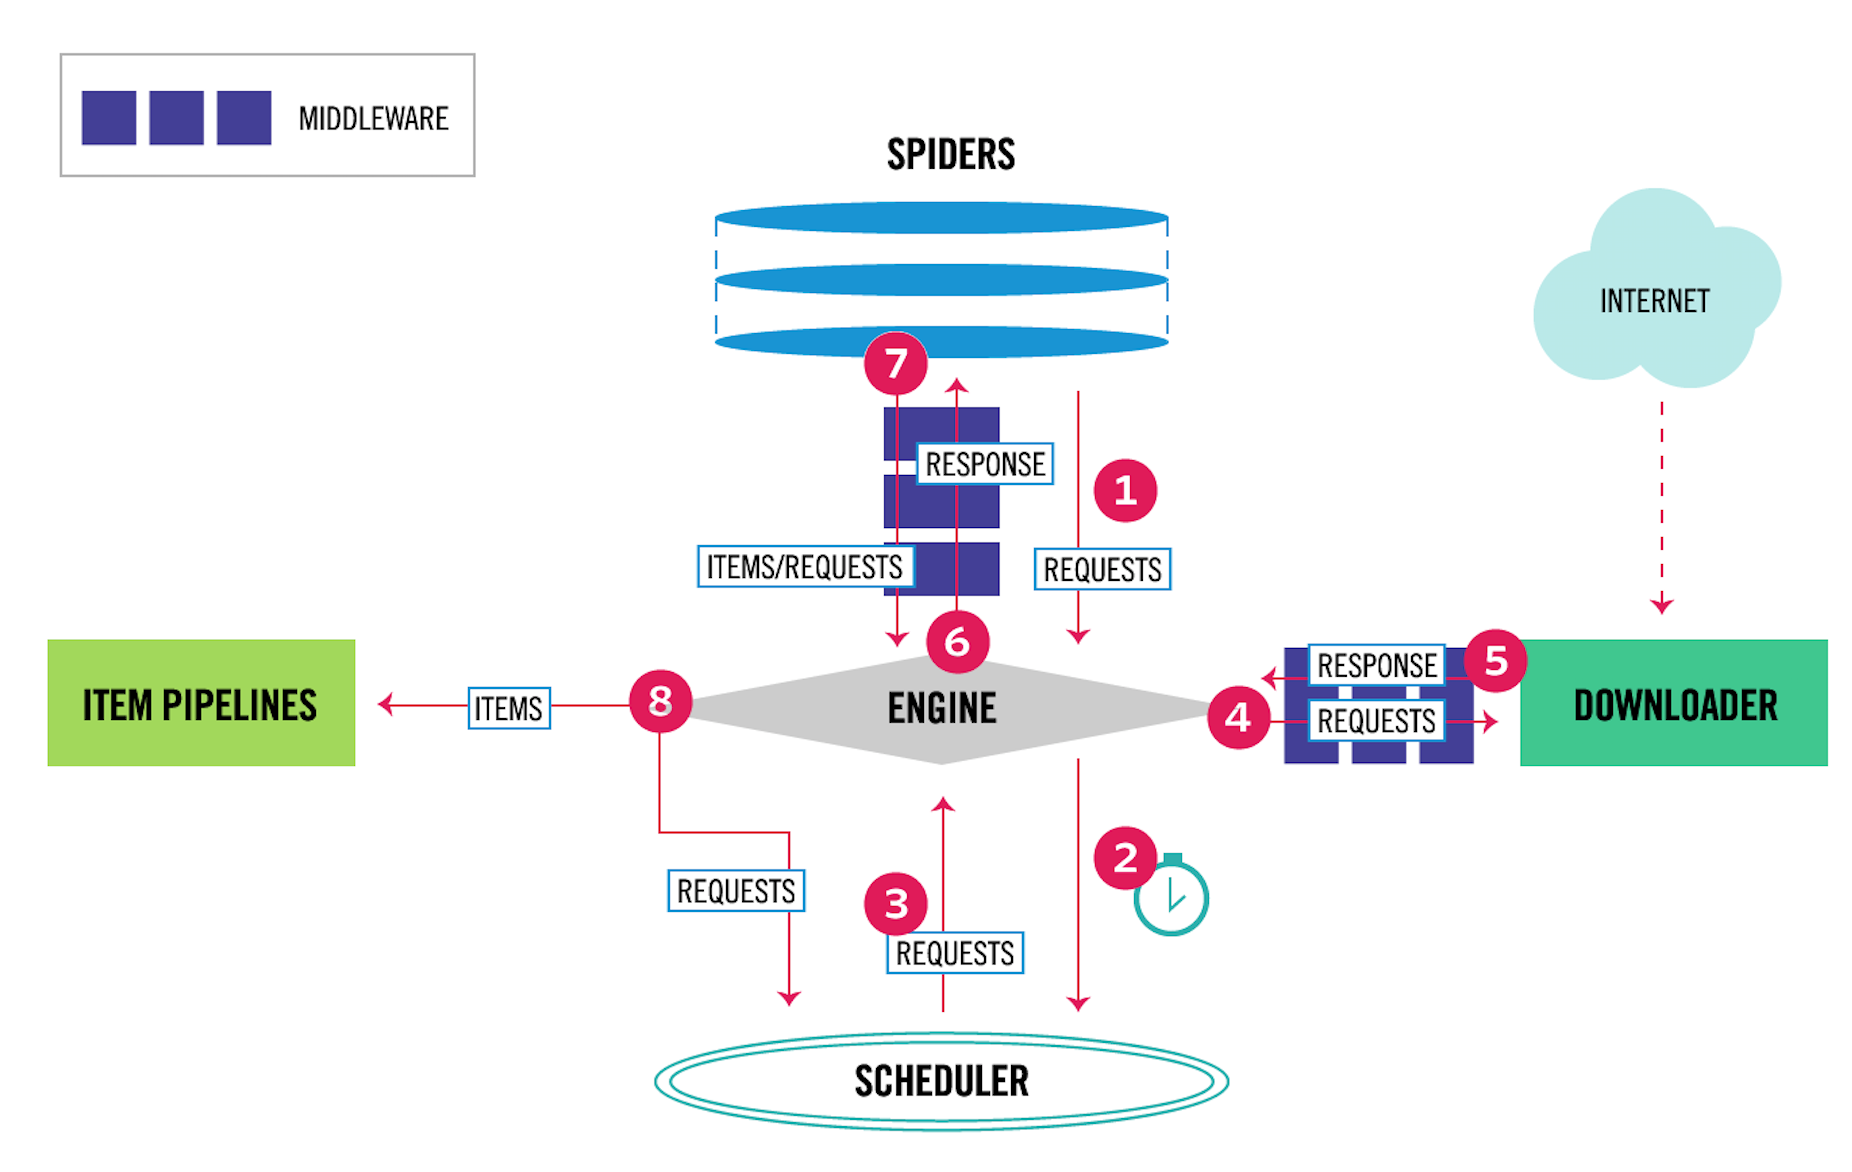 MIDDLEWARE
SPIDERS
INTERNET
7
RESPONSE
1
ITEMS/REQUESTS
REQUESTS
6
ITEM PIPELINES
ITEMS
8
ENGINE
4
RESPONSE
5
REQUESTS
DOWNLOADER
2
REQUESTS
3
REQUESTS
SCHEDULER